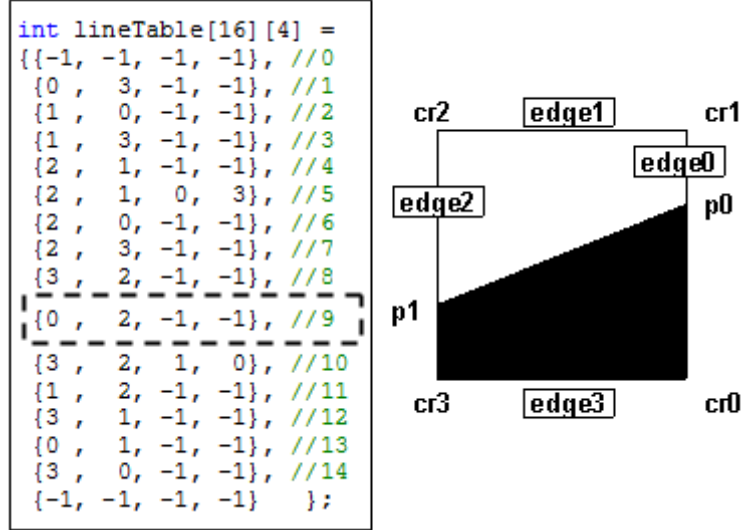 int lineTable[16][4] =
{{-1, -1, -1, -1}, //0
{0 , 3, -1, -1}, //1
{1 , 0, -1, -1}, //2
{1 , 3, -1, -1}, //3
{2 , 1, -1, -1}, //4
{2 , 1, 0, 3}, //5
{2 , 0, -1, -1}, //6
{2 , 3, -1, -1}, //7
{3 , 2, -1, -1}, //8
{0 , 2, -1, -1}, //9
{3 , 2, 1, 0}, //10
{1 , 2, -1, -1}, //11
{3 , 1, -1, -1}, //12
{0 , 1, -1, -1}, //13
{3 , 0, -1, -1}, //14
{-1, -1, -1, -1} };
cr2 edge1 cr1
edge0
edge2 p0
p1
cr3 edge3 cr0